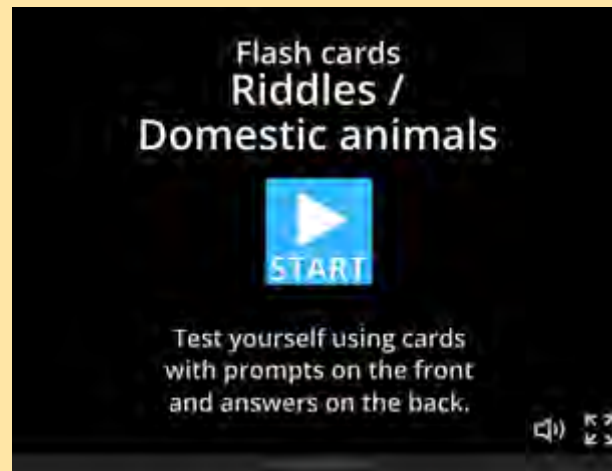 Flash cards
Riddles /
Domestic animals
START
Test yourself using cards
with prompts on the front
and answers on the back.